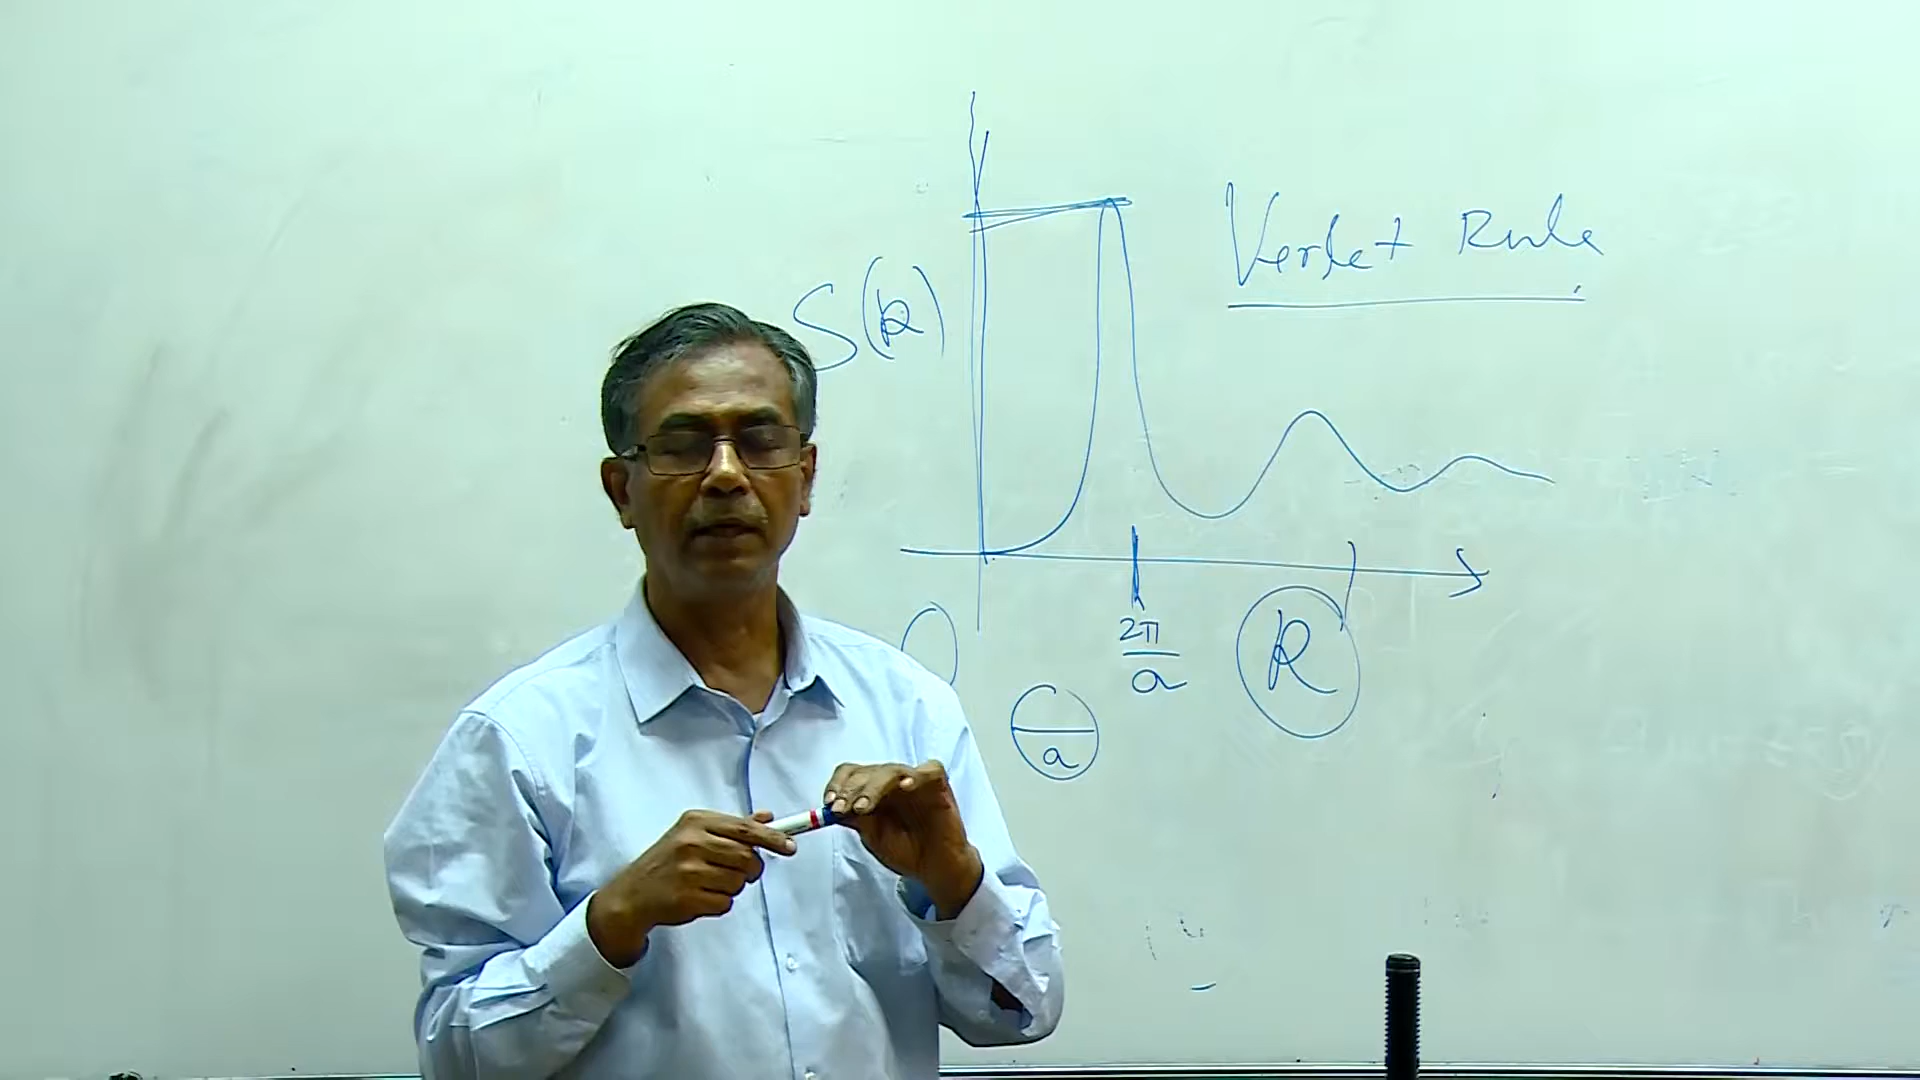 Verlet Rule
S(k)
2π
a
k
a